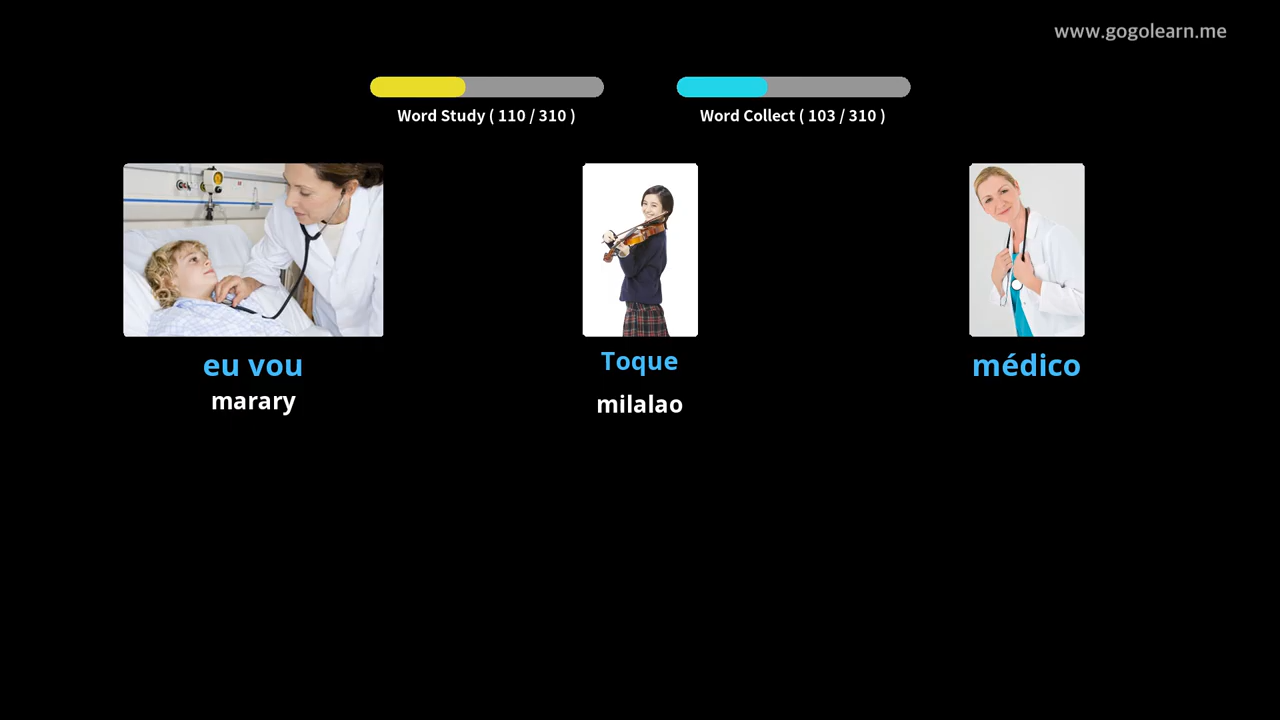 www.gogolearn.me
Word Study ( 110 / 310 )
Word Collect ( 103 / 310 )
eu vou
marary
Toque
milalao
médico